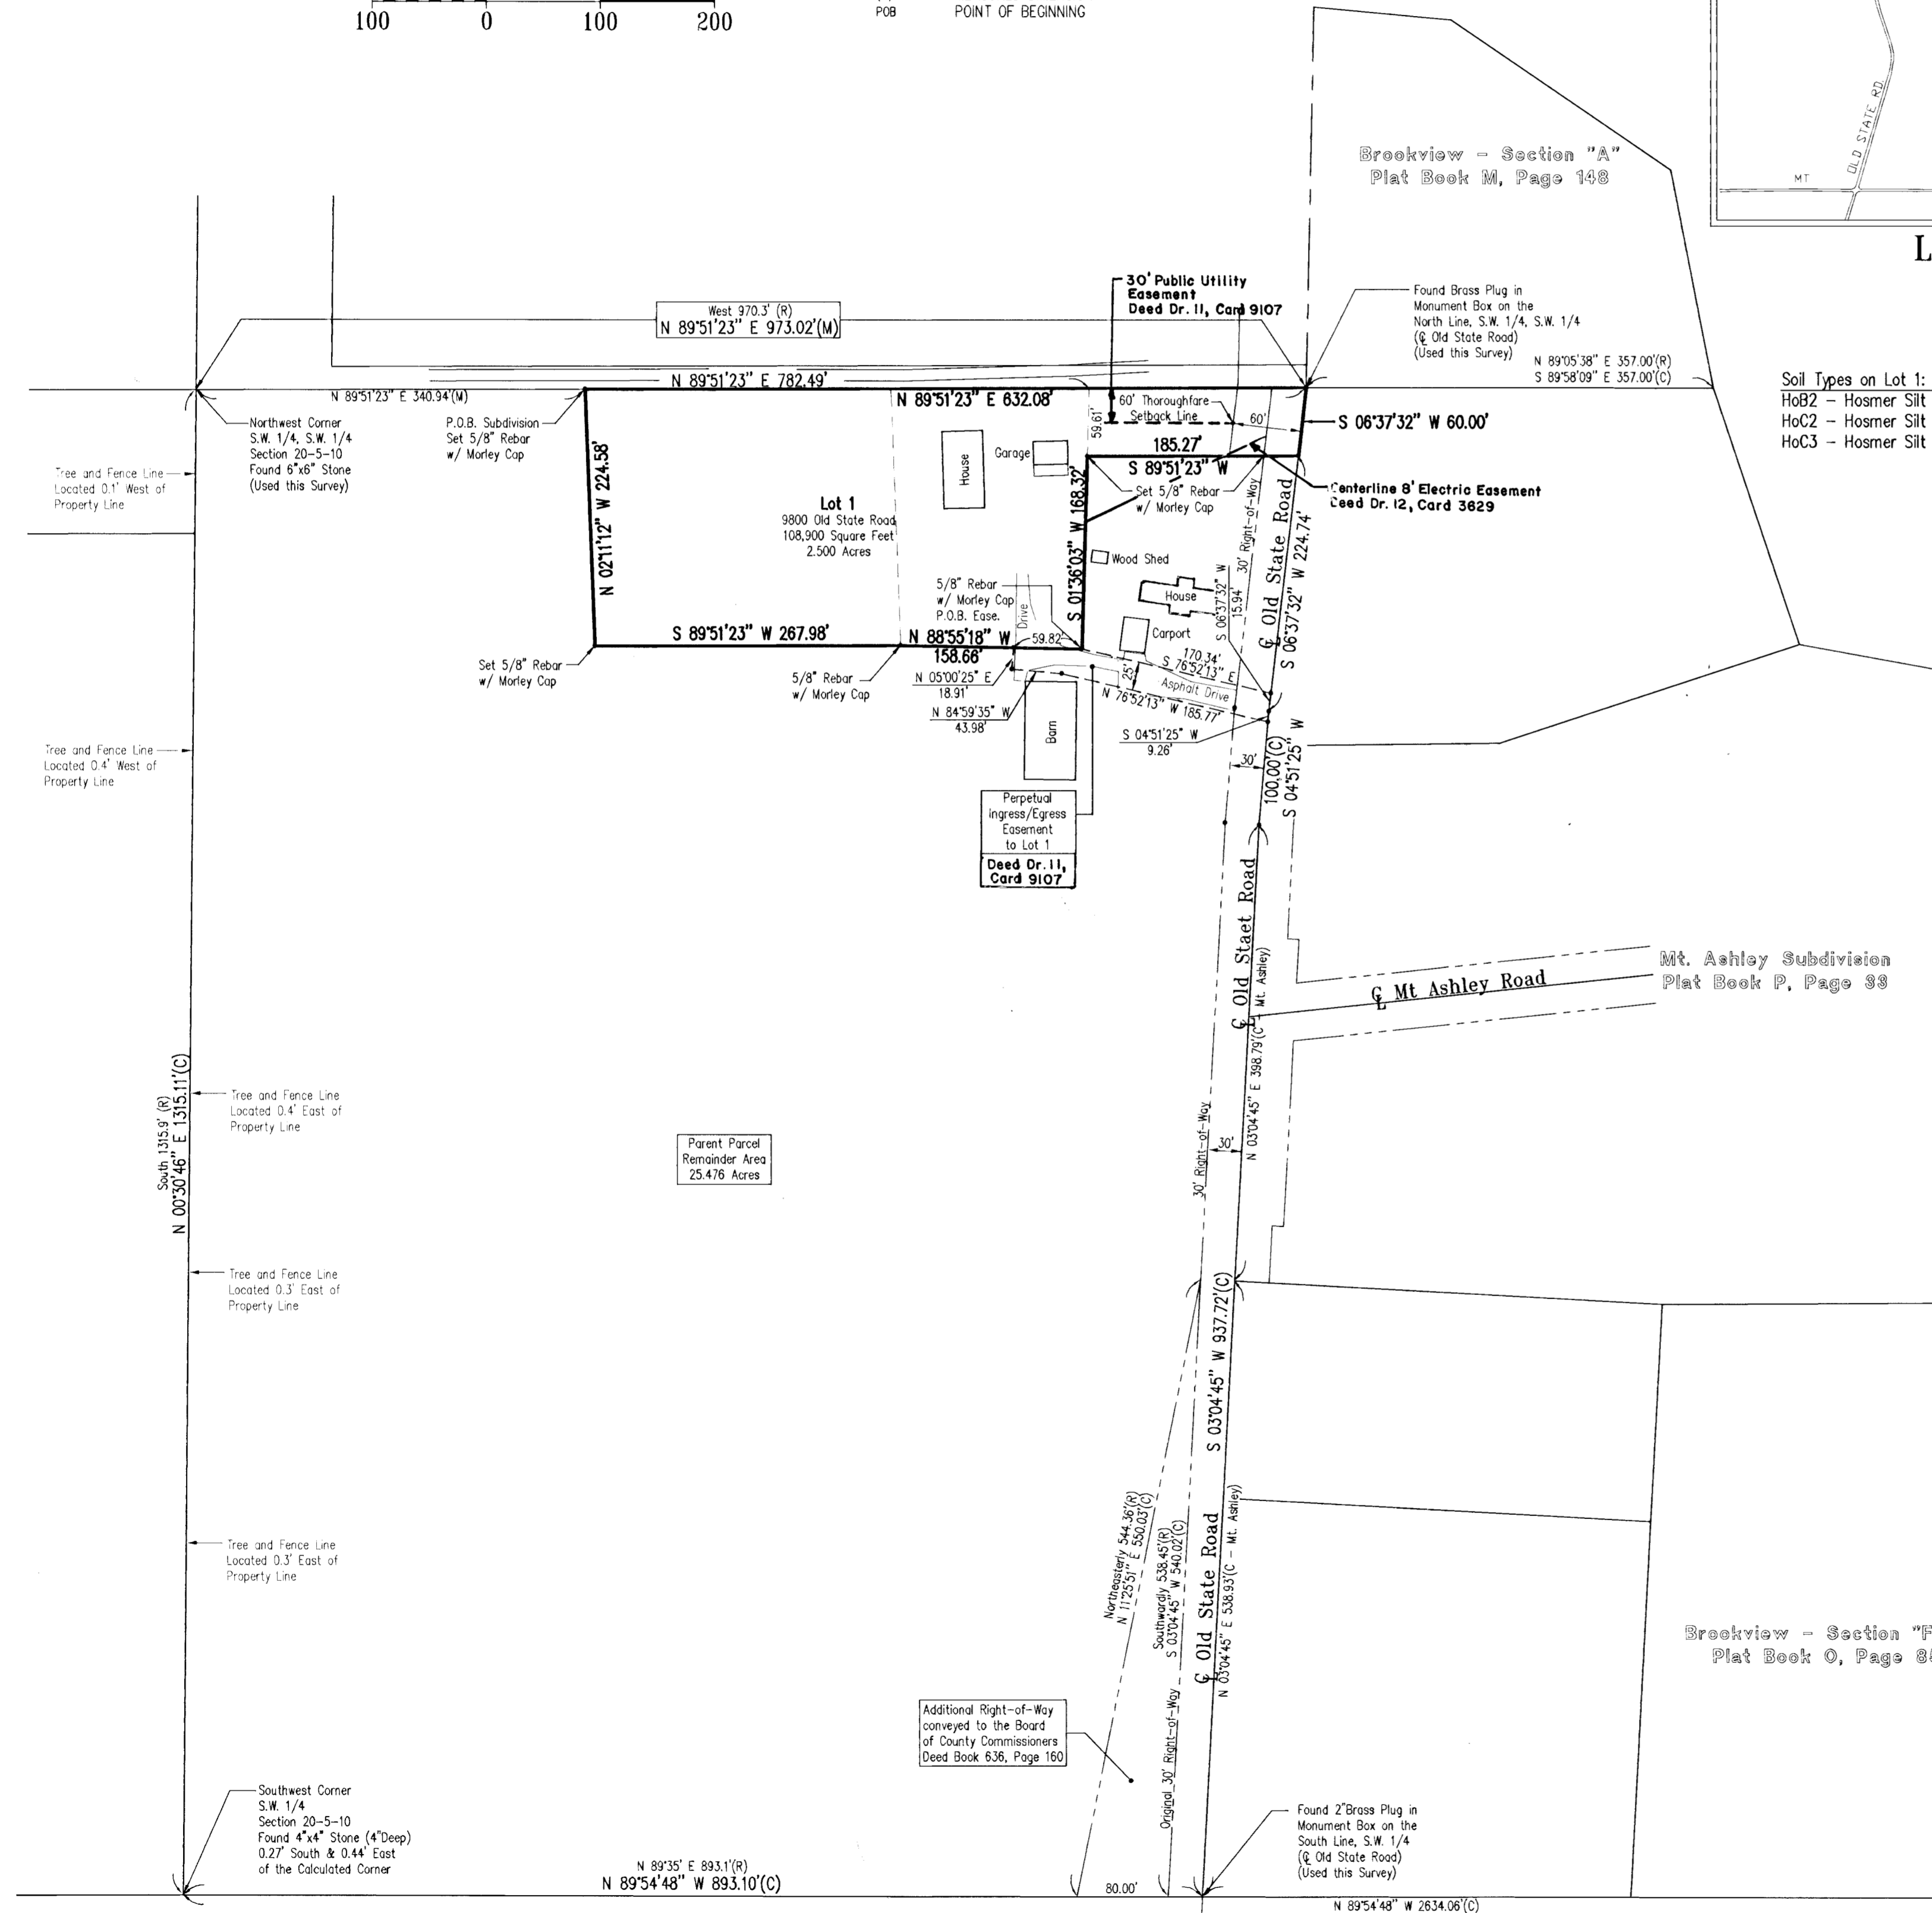 100 0 100 200
POB POINT OF BEGINNING
OLD STATE RD.
MT
L
Brookview - Section "A"
Plat Book M, Page 148
West 970.3' (R)
N 89°51'23" E 973.02'(M)
30' Public Utility
Easement
Deed Dr. 11, Card 9107
Found Brass Plug in
Monument Box on the
North Line, S.W. 1/4, S.W. 1/4
(℄ Old State Road)
(Used this Survey)
N 89°05'38" E 357.00'(R)
S 89°58'09" E 357.00'(C)
Soil Types on Lot 1:
HoB2 - Hosmer Silt
HoC2 - Hosmer Silt
HoC3 - Hosmer Silt
N 89°51'23" E 340.94'(M)
N 89°51'23" E 782.49'
N 89°51'23" E 632.08'
60' Thoroughfare
Setback Line
59.61'
60'
S 06°37'32" W 60.00'
185.27'
S 89°51'23" W
Northwest Corner
S.W. 1/4, S.W. 1/4
Section 20-5-10
Found 6"x6" Stone
(Used this Survey)
P.O.B. Subdivision
Set 5/8" Rebar
w/ Morley Cap
Tree and Fence Line
Located 0.1' West of
Property Line
House
Garage
Set 5/8" Rebar
w/ Morley Cap
Centerline 8' Electric Easement
Deed Dr. 12, Card 3629
N 02°11'12" W 224.58'
Lot 1
9800 Old State Road
108,900 Square Feet
2.500 Acres
S 01°36'03" W 168.32'
Wood Shed
House
Carport
30' Right-of-Way
℄ Old State Road
S 06°37'32" W 224.74'
S 06°37'32" W
15.94'
5/8" Rebar
w/ Morley Cap
P.O.B. Ease.
Drive
S 89°51'23" W 267.98'
N 88°55'18" W
158.66'
59.82'
Set 5/8" Rebar
w/ Morley Cap
5/8" Rebar
w/ Morley Cap
N 05°00'25" E
18.91'
N 84°59'35" W
43.98'
170.34'
S 76°52'13" E
25'
Asphalt Drive
N 76°52'13" W 185.77'
S 04°51'25" W
9.26'
Barn
30'
100.00'(C)
S 04°51'25" W
Tree and Fence Line
Located 0.4' West of
Property Line
Perpetual
Ingress/Egress
Easement
to Lot 1
Deed Dr. 11,
Card 9107
℄ Old Staet Road
N 03°04'45" E 398.79'(C - Mt. Ashley)
℄ Mt Ashley Road
Mt. Ashley Subdivision
Plat Book P, Page 33
South 1315.9' (R)
N 00°30'46" E 1315.11'(C)
Tree and Fence Line
Located 0.4' East of
Property Line
Parent Parcel
Remainder Area
25.476 Acres
30' Right-of-Way
30'
Tree and Fence Line
Located 0.3' East of
Property Line
S 03°04'45" W 937.72'(C)
Tree and Fence Line
Located 0.3' East of
Property Line
Northeasterly 544.36'(R)
N 11°25'51" E 550.03'(C)
Southwardly 538.45'(R)
S 03°04'45" W 540.02'(C)
℄ Old State Road
N 03°04'45" E 538.93'(C - Mt. Ashley)
Brookview - Section "F
Plat Book O, Page
Additional Right-of-Way
conveyed to the Board
of County Commissioners
Deed Book 636, Page 160
Original 30' Right-of-Way
Southwest Corner
S.W. 1/4
Section 20-5-10
Found 4"x4" Stone (4"Deep)
0.27' South & 0.44' East
of the Calculated Corner
Found 2"Brass Plug in
Monument Box on the
South Line, S.W. 1/4
(℄ Old State Road)
(Used this Survey)
N 89°35' E 893.1'(R)
N 89°54'48" W 893.10'(C)
80.00'
N 89°54'48" W 2634.06'(C)